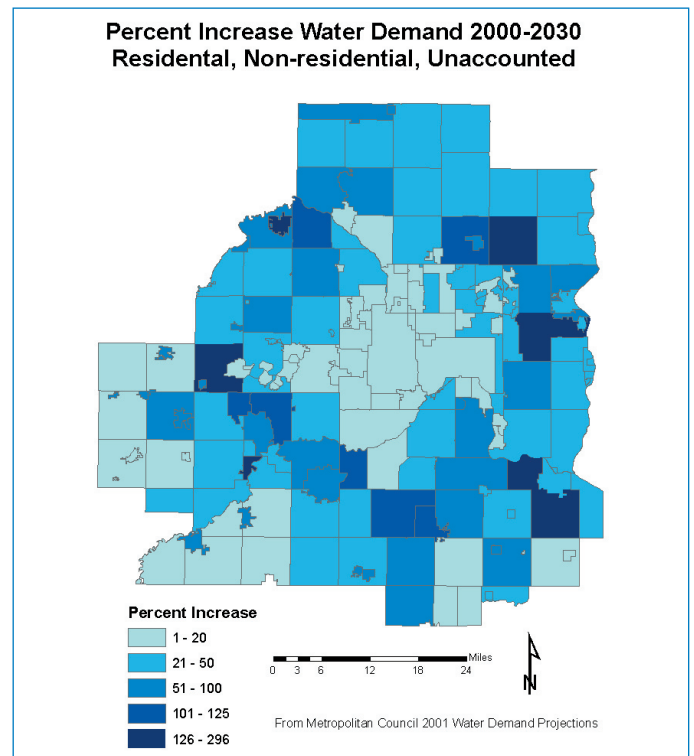 Percent Increase Water Demand 2000-2030
Residental, Non-residential, Unaccounted
Percent Increase
1 - 20
21 - 50
51 - 100
101 - 125
126 - 296
Miles
0 3 6 12 18 24
N
From Metropolitan Council 2001 Water Demand Projections